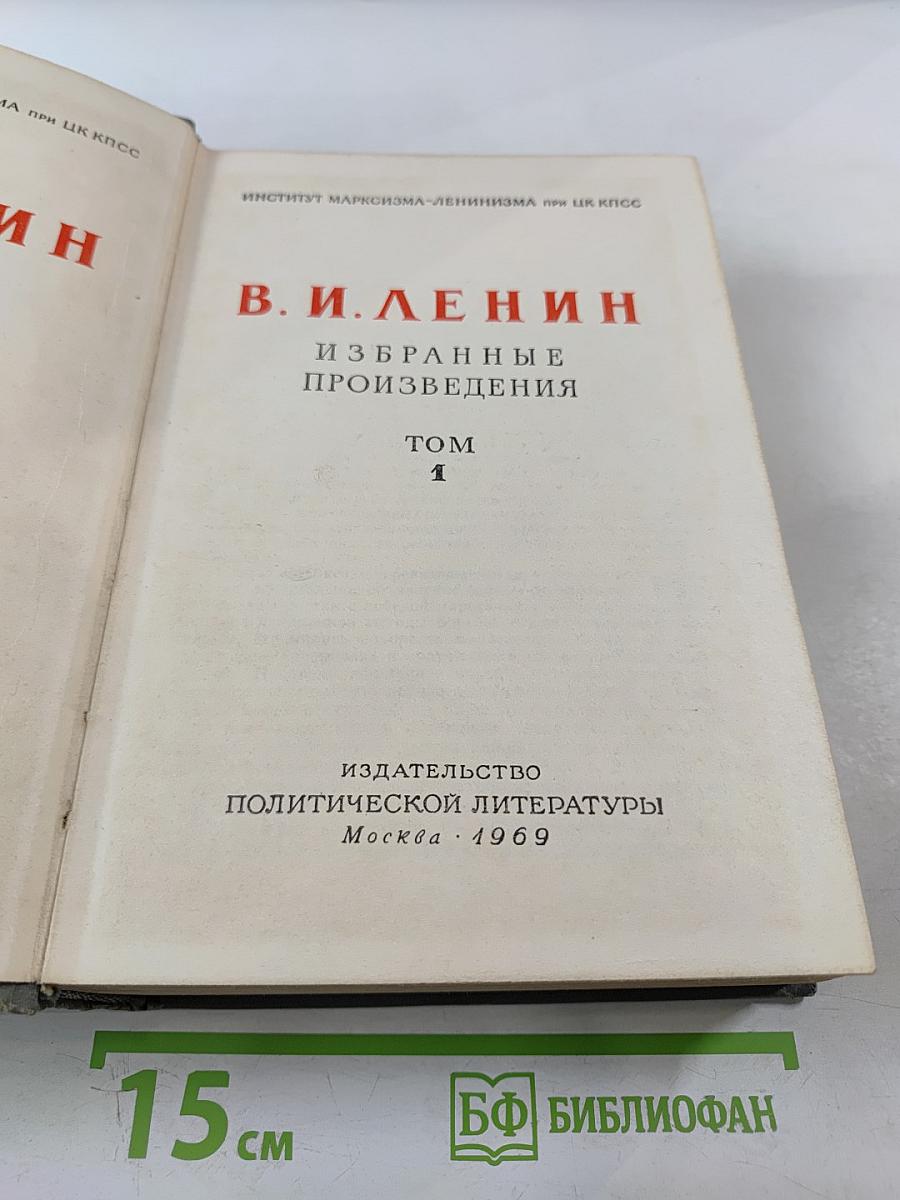 МА при ЦК КПСС
ИН
ИНСТИТУТ МАРКСИЗМА-ЛЕНИНИЗМА при ЦК КПСС
В. И. ЛЕНИН
ИЗБРАННЫЕ
ПРОИЗВЕДЕНИЯ
ТОМ
1
ИЗДАТЕЛЬСТВО
ПОЛИТИЧЕСКОЙ ЛИТЕРАТУРЫ
Москва · 1969
15 см
БФ БИБЛИОФАН